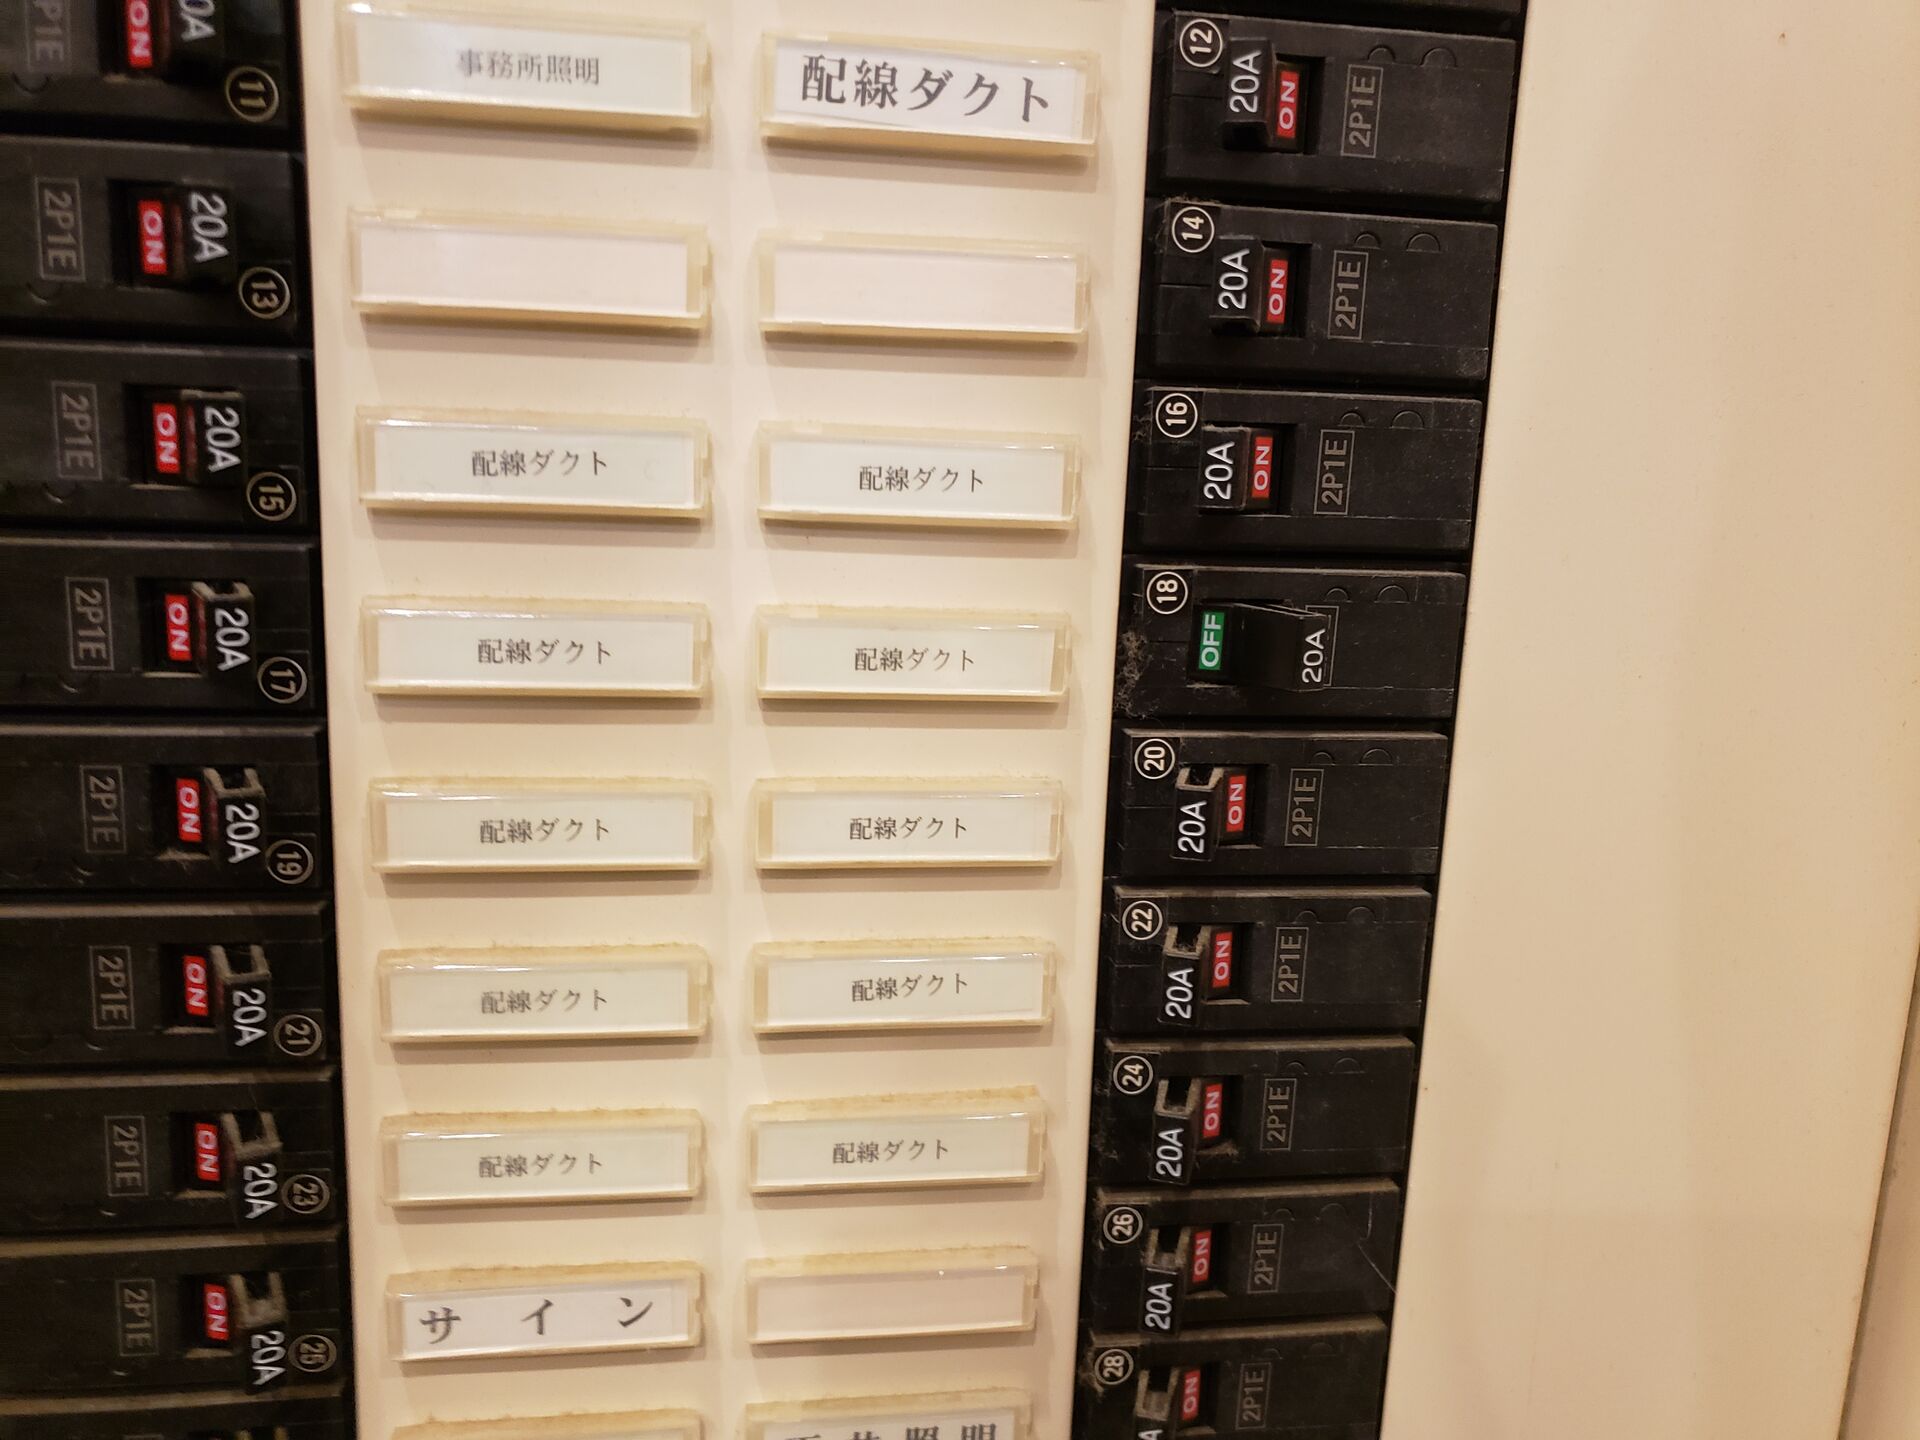 2P1E ON 20A 11
事務所照明
配線ダクト
12 20A ON 2P1E
2P1E ON 20A 13
14 20A ON 2P1E
2P1E ON 20A 15
配線ダクト
配線ダクト
16 20A ON 2P1E
2P1E ON 20A 17
配線ダクト
配線ダクト
18 OFF 20A
2P1E ON 20A 19
配線ダクト
配線ダクト
20 20A ON 2P1E
2P1E ON 20A 21
配線ダクト
配線ダクト
22 20A ON 2P1E
2P1E ON 20A 23
配線ダクト
配線ダクト
24 20A ON 2P1E
2P1E ON 20A 25
サイン
26 20A ON 2P1E
照明
28 ON 2P1E